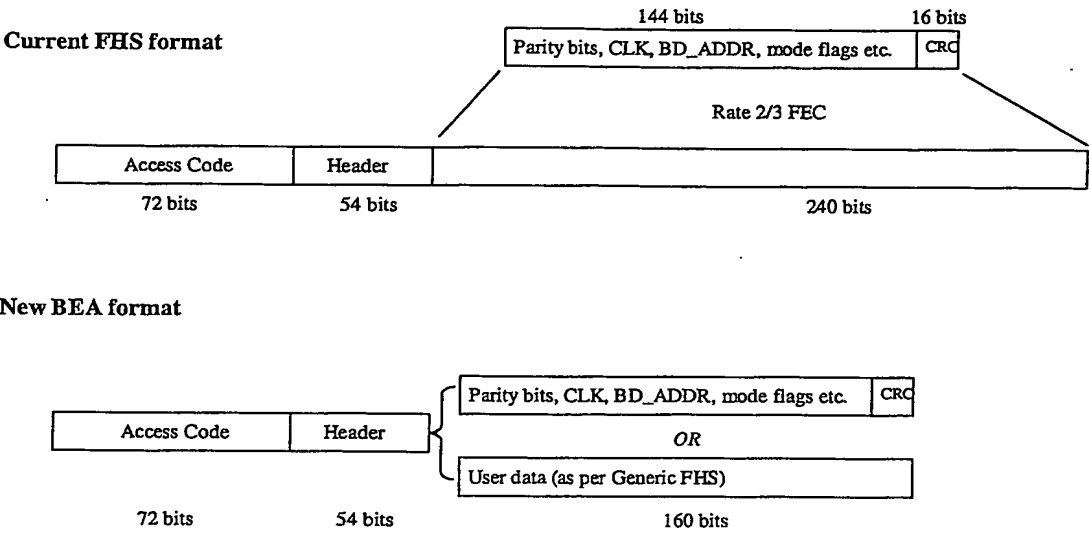 144 bits 16 bits
Current FHS format
Parity bits, CLK, BD_ADDR, mode flags etc. CRC
Rate 2/3 FEC
Access Code Header
72 bits 54 bits 240 bits
New BEA format
Parity bits, CLK, BD_ADDR, mode flags etc. CRC
Access Code Header OR
User data (as per Generic FHS)
72 bits 54 bits 160 bits